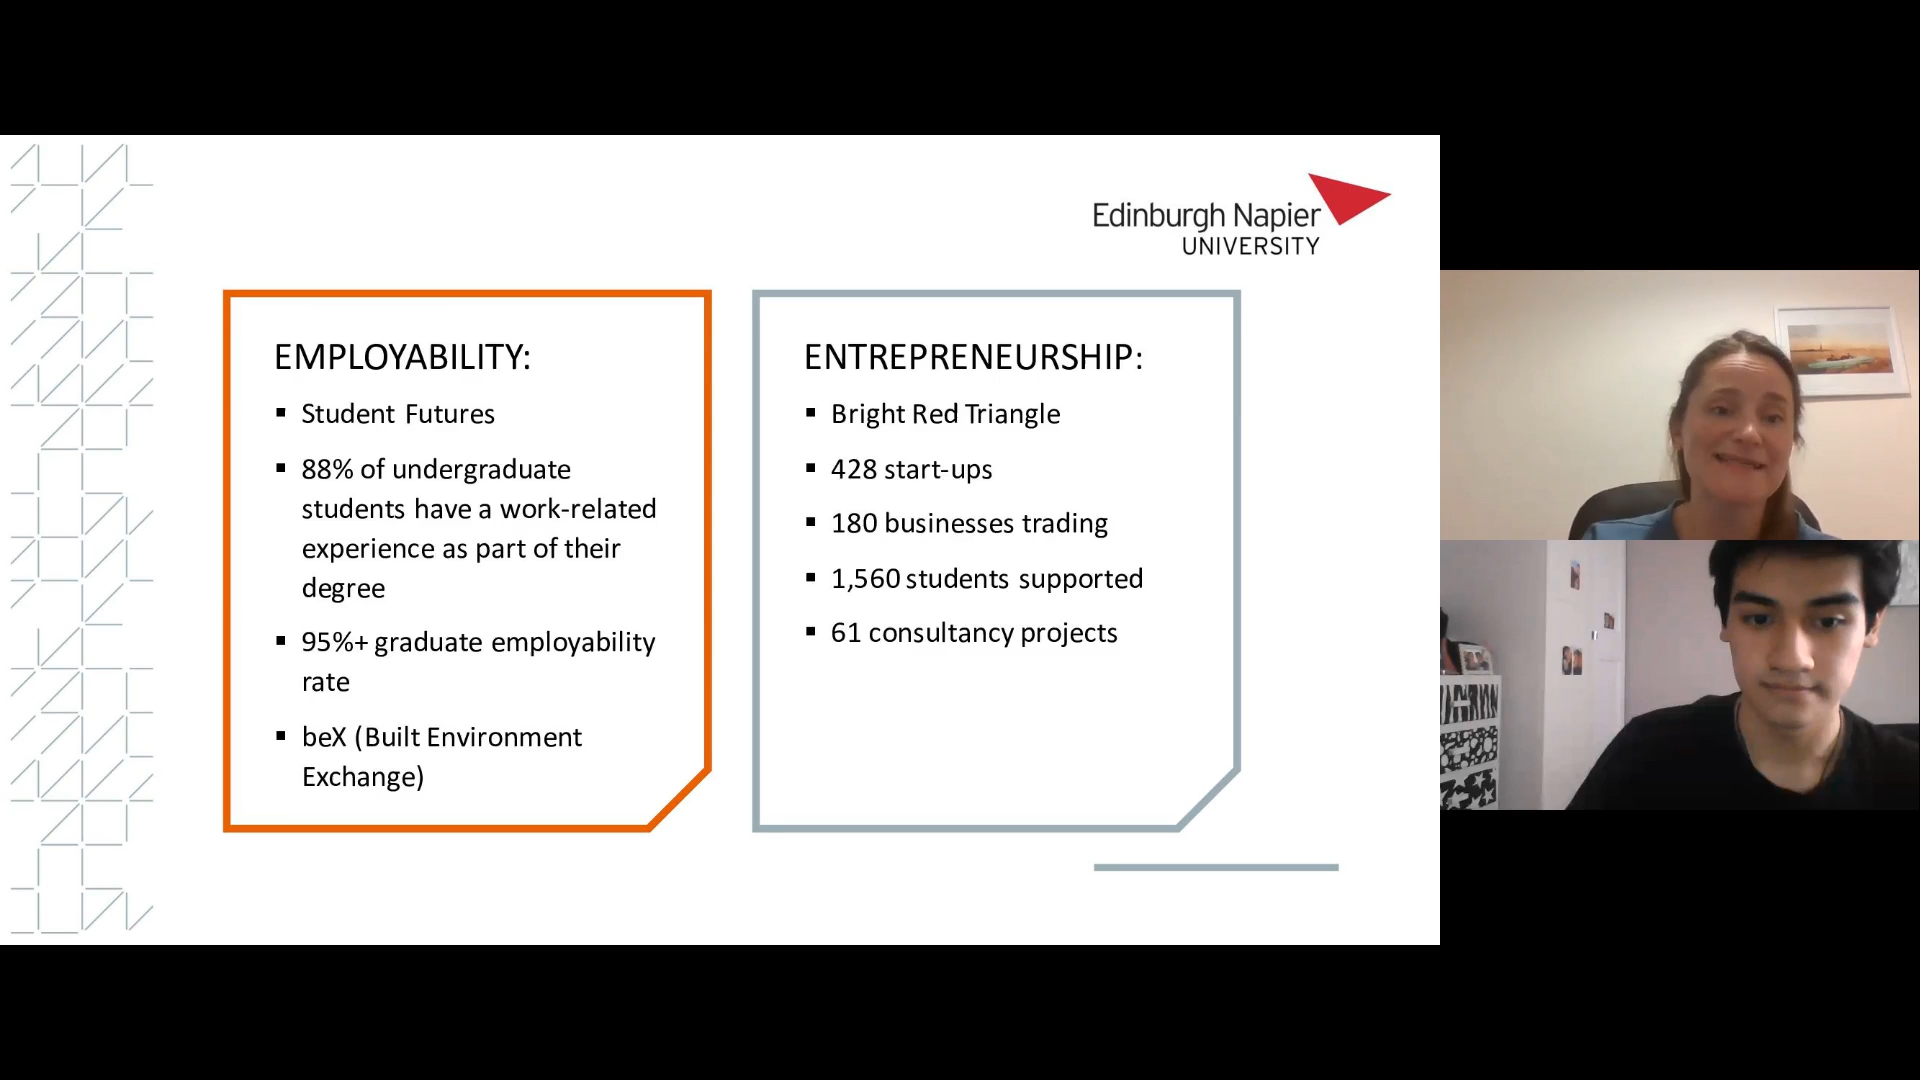 Edinburgh Napier
UNIVERSITY
EMPLOYABILITY:
▪ Student Futures
▪ 88% of undergraduate
students have a work-related
experience as part of their
degree
▪ 95%+ graduate employability
rate
▪ beX (Built Environment
Exchange)
ENTREPRENEURSHIP:
▪ Bright Red Triangle
▪ 428 start-ups
▪ 180 businesses trading
▪ 1,560 students supported
▪ 61 consultancy projects